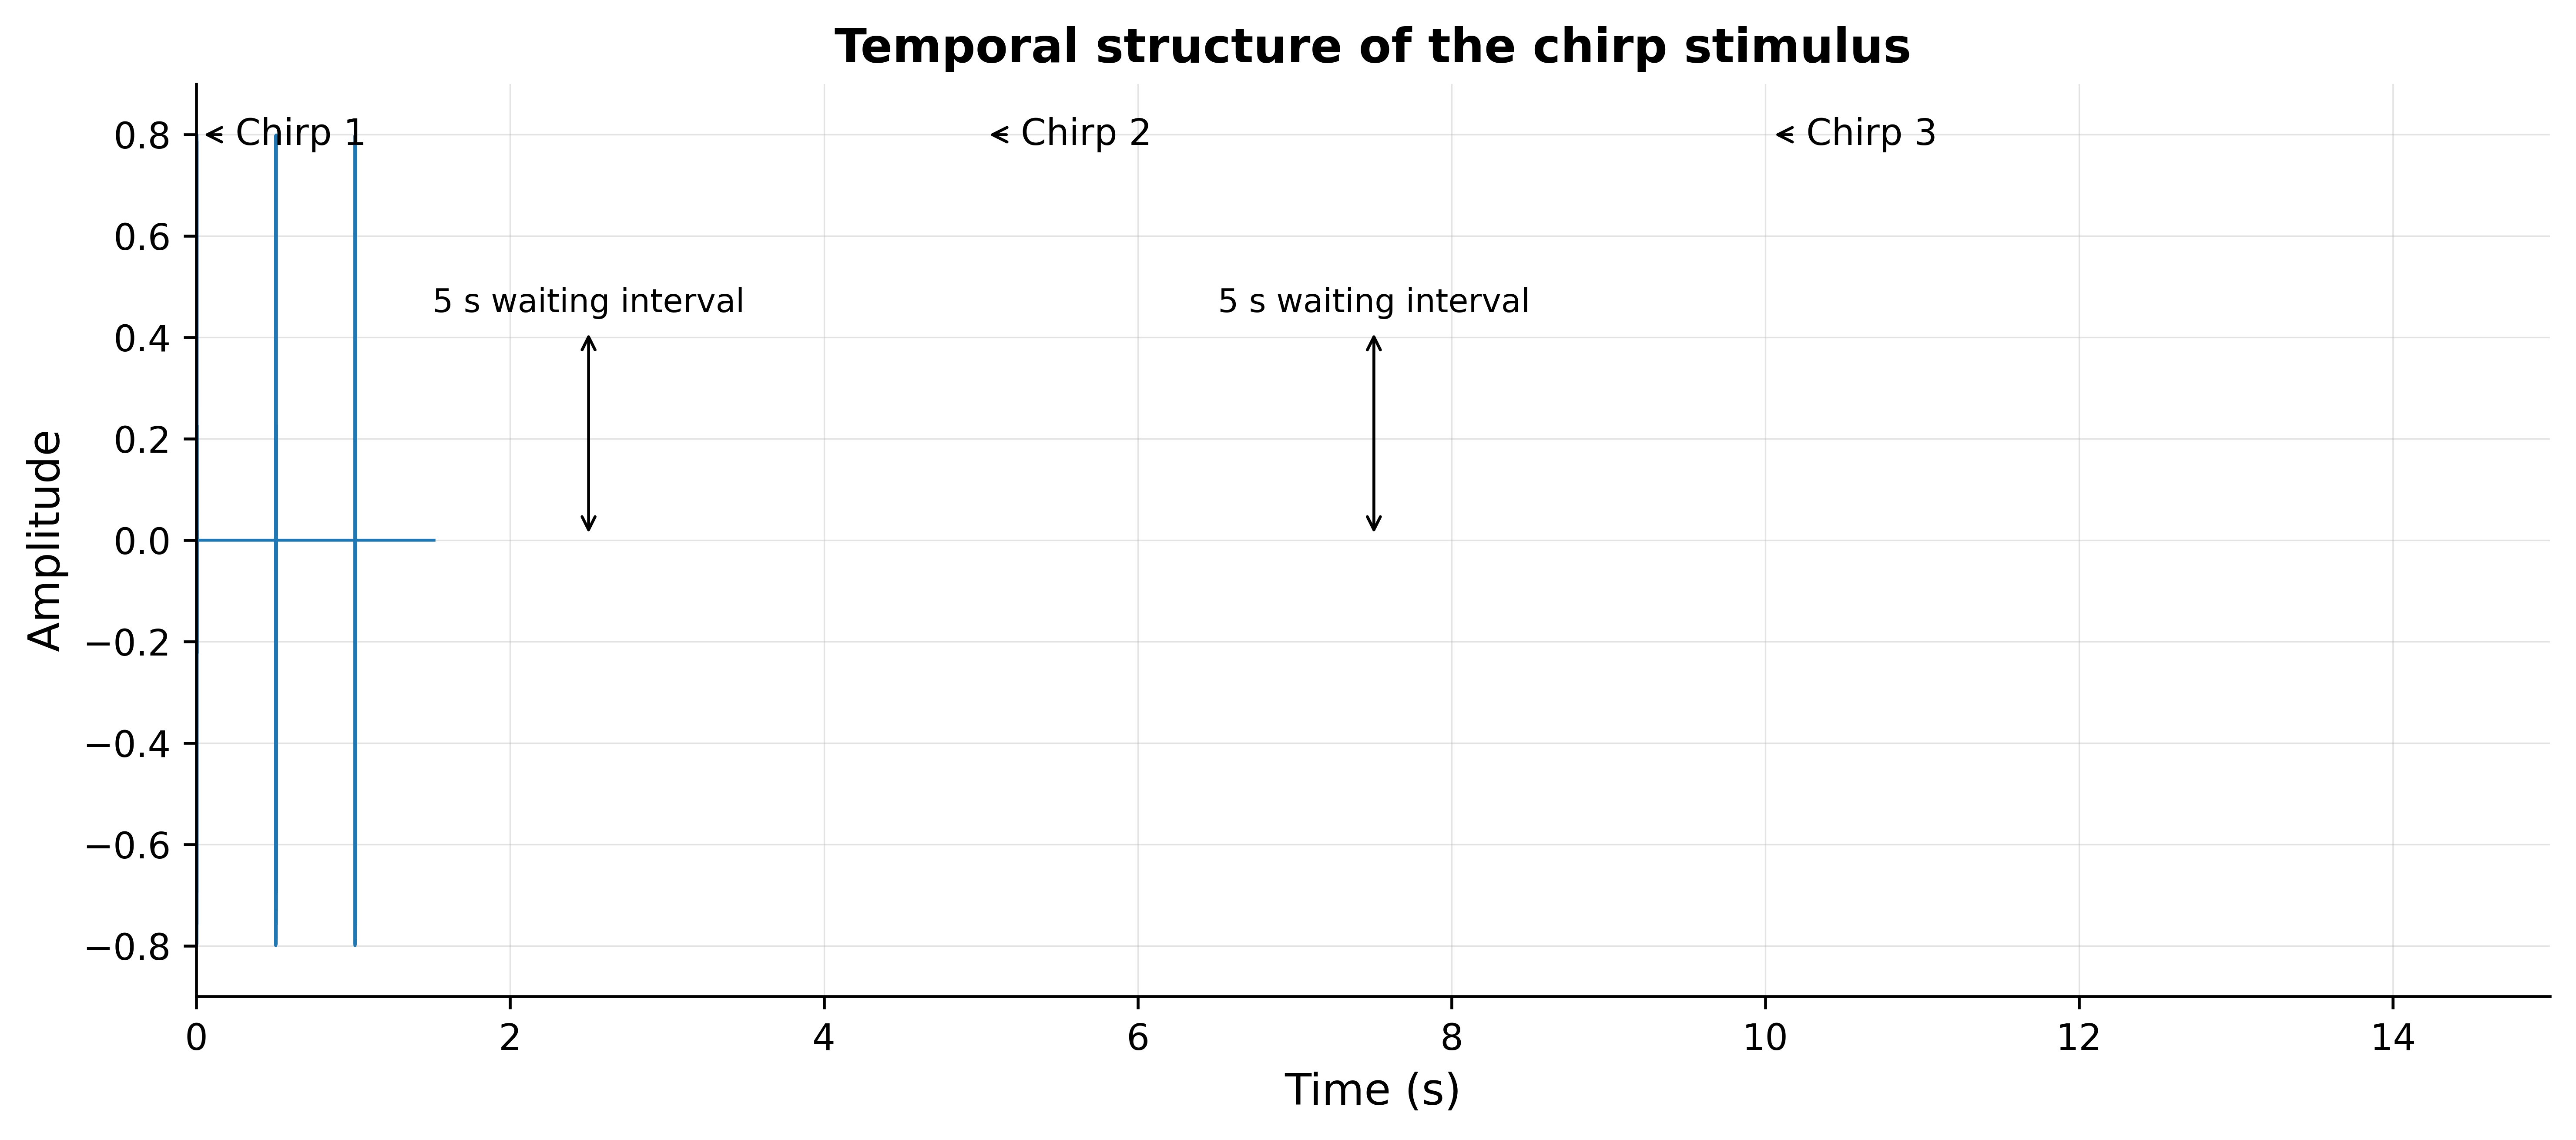 Temporal structure of the chirp stimulus
Amplitude
0.8
0.6
0.4
0.2
0.0
−0.2
−0.4
−0.6
−0.8
Chirp 1
Chirp 2
Chirp 3
5 s waiting interval
5 s waiting interval
0 2 4 6 8 10 12 14
Time (s)